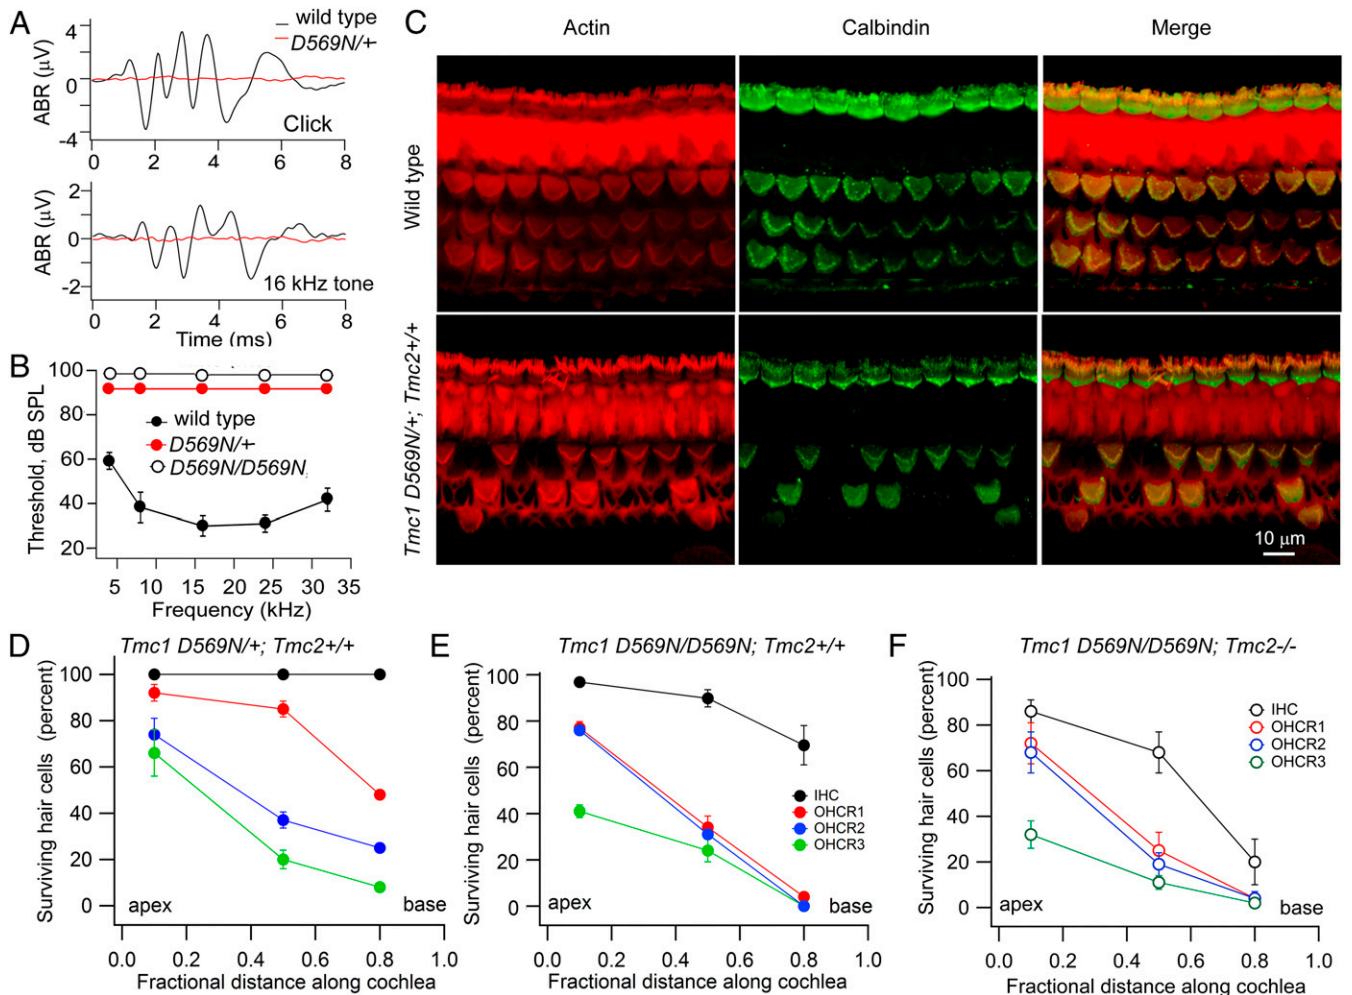 A
wild type
D569N/+
ABR (μV)
4
2
0
-4
Click
0 2 4 6 8
ABR (μV)
2
0
-2
16 kHz tone
0 2 4 6 8
Time (ms)
B
Threshold, dB SPL
100
80
60
40
20
wild type
D569N/+
D569N/D569N
5 10 15 20 25 30 35
Frequency (kHz)
C
Actin Calbindin Merge
Wild type
Tmc1 D569N/+; Tmc2+/+
10 μm
D
Tmc1 D569N/+; Tmc2+/+
Surviving hair cells (percent)
100
80
60
40
20
0
apex base
0.0 0.2 0.4 0.6 0.8 1.0
Fractional distance along cochlea
E
Tmc1 D569N/D569N; Tmc2+/+
Surviving hair cells (percent)
100
80
60
40
20
0
IHC
OHCR1
OHCR2
OHCR3
apex base
0.0 0.2 0.4 0.6 0.8 1.0
Fractional distance along cochlea
F
Tmc1 D569N/D569N; Tmc2-/-
Surviving hair cells (percent)
100
80
60
40
20
0
IHC
OHCR1
OHCR2
OHCR3
apex base
0.0 0.2 0.4 0.6 0.8 1.0
Fractional distance along cochlea